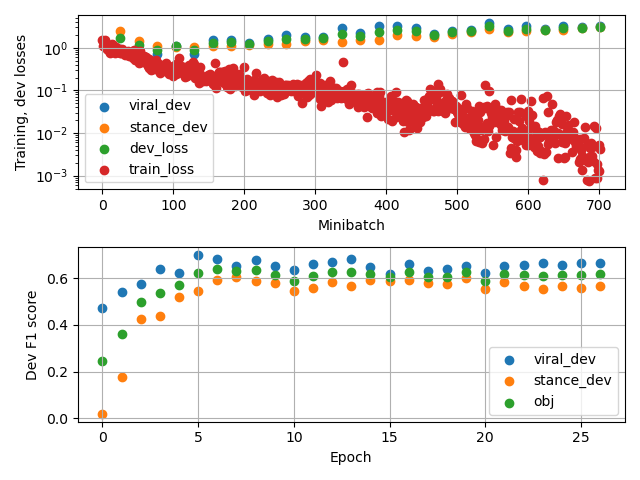 Training, dev losses
10⁰
10⁻¹
10⁻²
10⁻³
viral_dev
stance_dev
dev_loss
train_loss
0 100 200 300 400 500 600 700
Minibatch
Dev F1 score
0.6
0.4
0.2
0.0
viral_dev
stance_dev
obj
0 5 10 15 20 25
Epoch